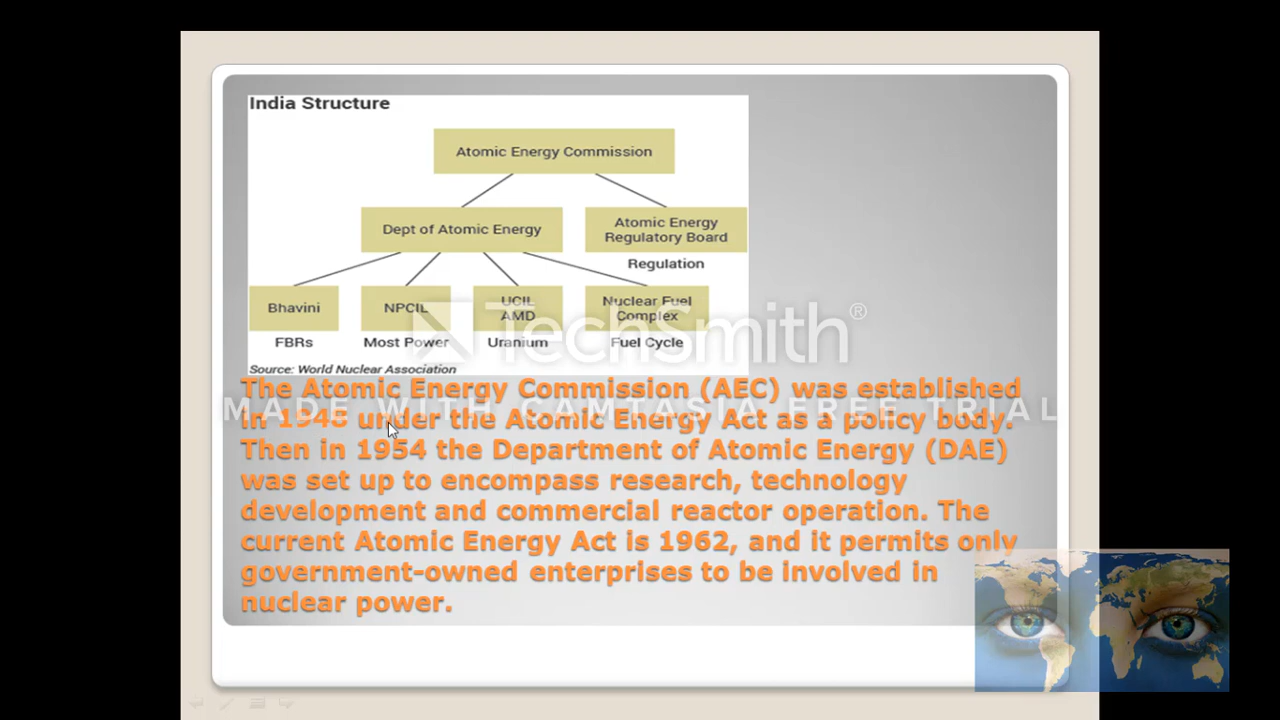 India Structure
Atomic Energy Commission
Dept of Atomic Energy
Atomic Energy
Regulatory Board
Regulation
Bhavini
NPCIL
UCIL
AMD
Nuclear Fuel
Complex
FBRs
Most Power
Uranium
Fuel Cycle
TechSmith®
Source: World Nuclear Association
MADE WITH CAMTASIA FREE TRIAL
The Atomic Energy Commission (AEC) was established
in 1948 under the Atomic Energy Act as a policy body.
Then in 1954 the Department of Atomic Energy (DAE)
was set up to encompass research, technology
development and commercial reactor operation. The
current Atomic Energy Act is 1962, and it permits only
government-owned enterprises to be involved in
nuclear power.